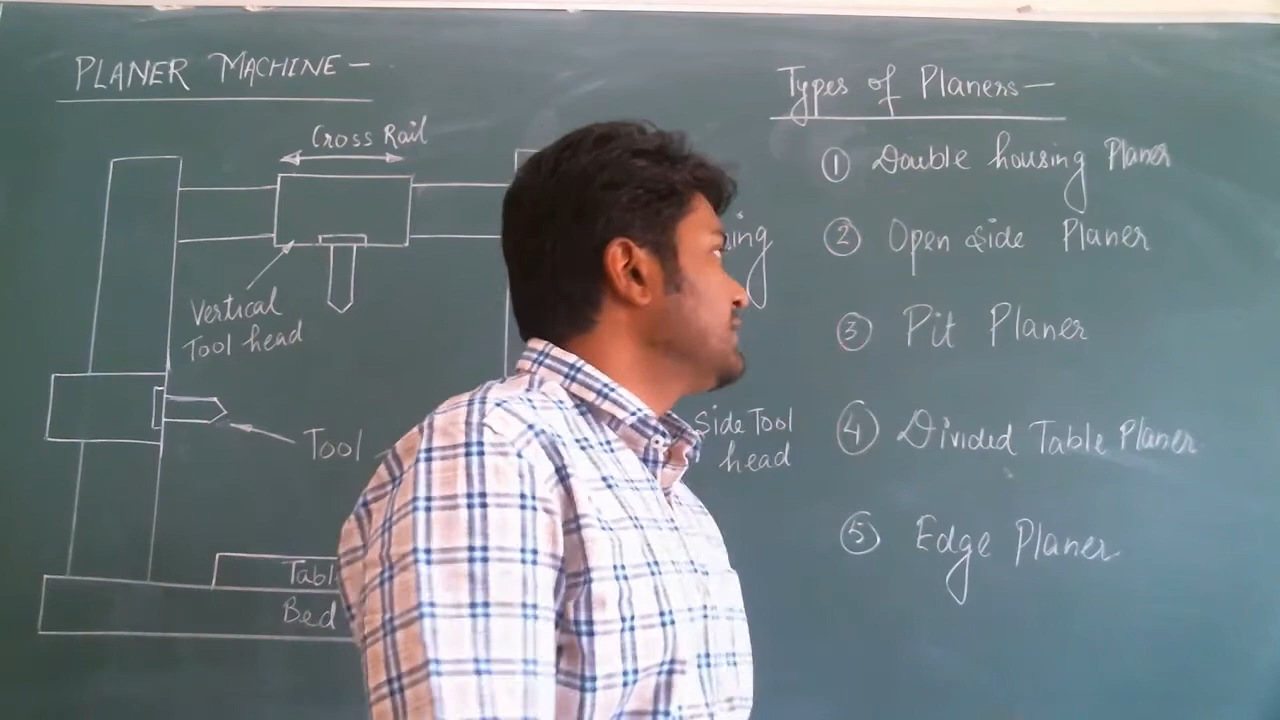 PLANER MACHINE –
Cross Rail
Vertical
Tool head
Tool
Bed
Side Tool
head
Types of Planers –
① Double housing Planer
② Open side Planer
③ Pit Planer
④ Divided Table Planer
⑤ Edge Planer